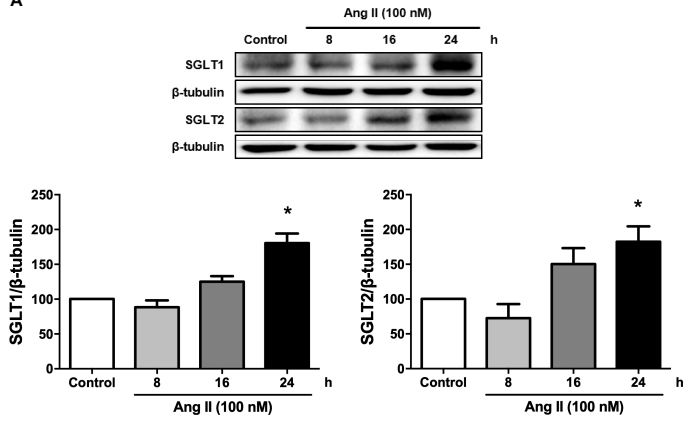 A
Ang II (100 nM)
Control 8 16 24 h
SGLT1
β-tubulin
SGLT2
β-tubulin
SGLT1/β-tubulin
250
200
150
100
50
0
*
Control 8 16 24 h
Ang II (100 nM)
SGLT2/β-tubulin
250
200
150
100
50
0
*
Control 8 16 24 h
Ang II (100 nM)